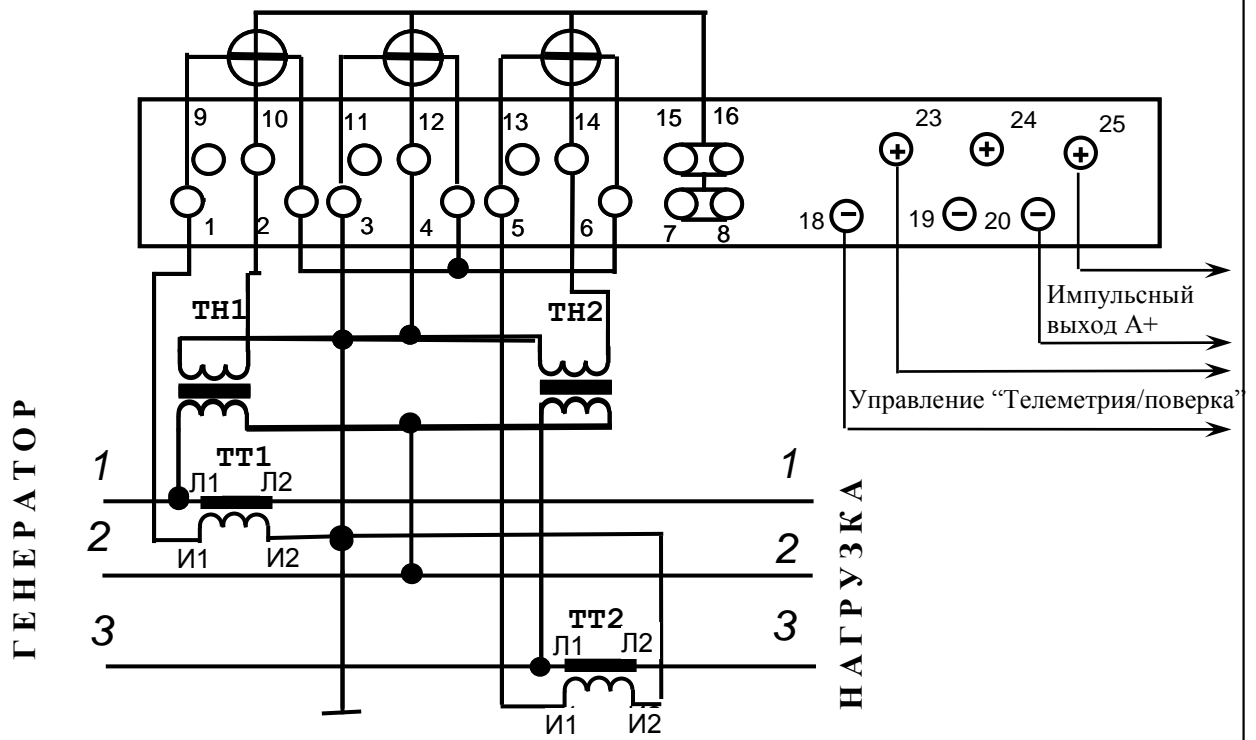 9 10 11 12 13 14 15 16 23 24 25
1 2 3 4 5 6 7 8 18 19 20
ТН1 ТН2
Импульсный
выход А+
Управление “Телеметрия/поверка”
ГЕНЕРАТОР
НАГРУЗКА
1 ТТ1 1
Л1 Л2
2 И1 И2 2
3 ТТ2 3
Л1 Л2
И1 И2